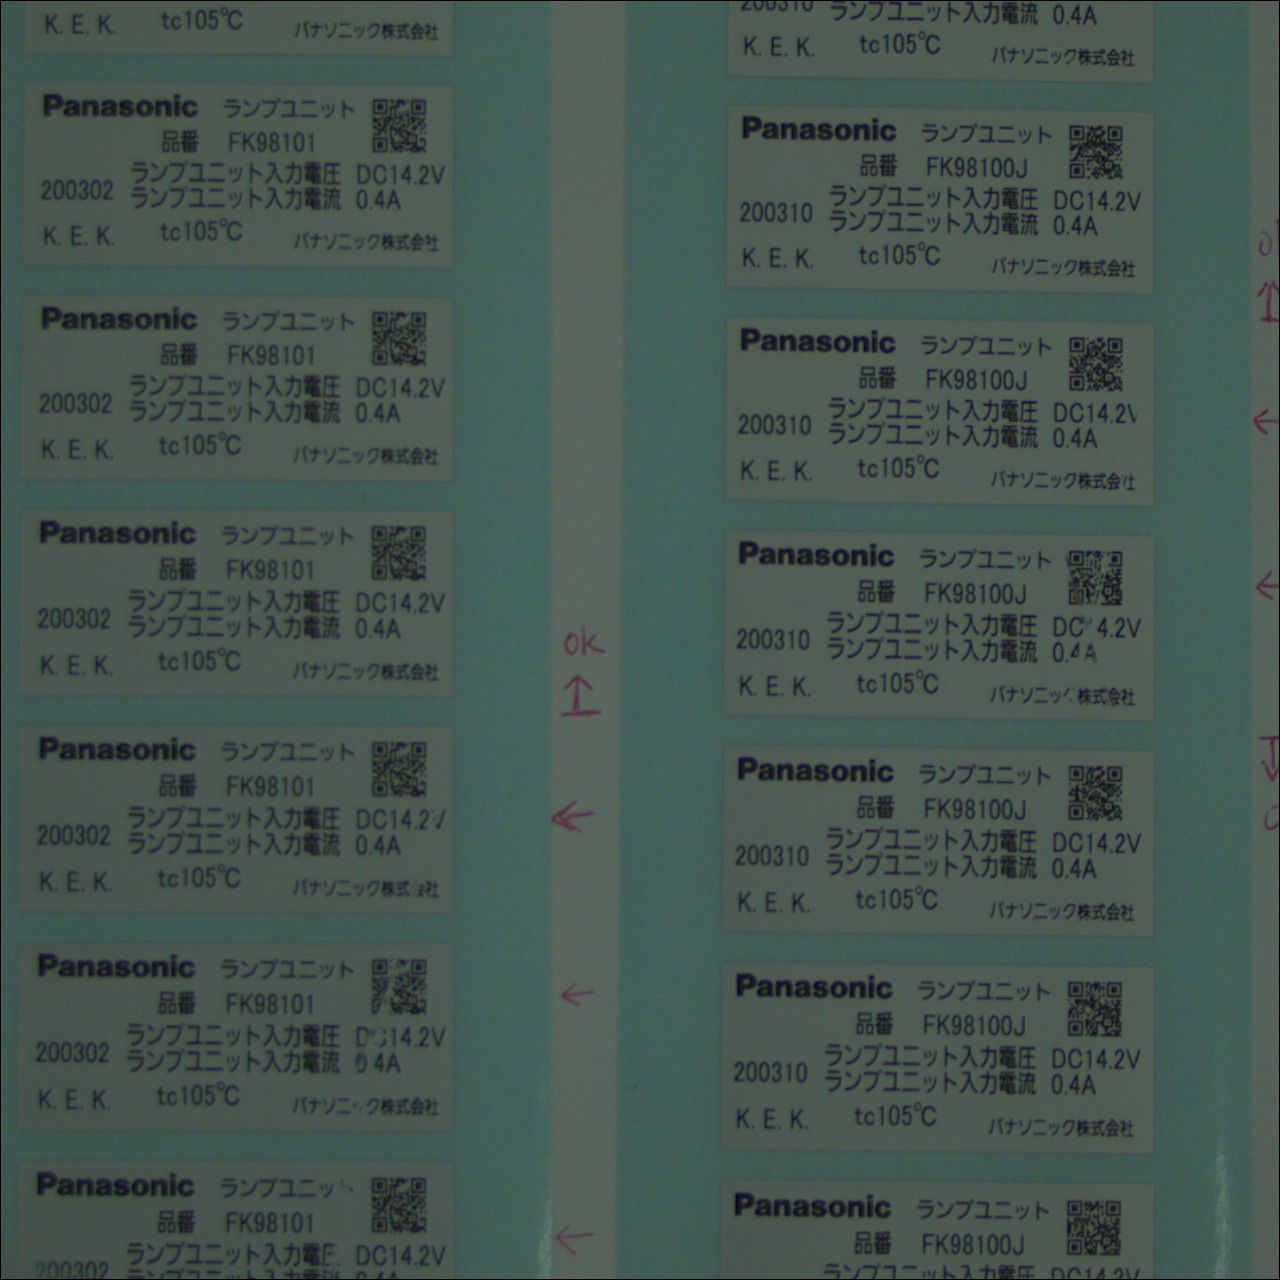 K. E. K. tc105℃ パナソニック株式会社
Panasonic ランプユニット
品番 FK98101
ランプユニット入力電圧 DC14.2V
200302 ランプユニット入力電流 0.4A
K. E. K. tc105℃ パナソニック株式会社
Panasonic ランプユニット
品番 FK98101
ランプユニット入力電圧 DC14.2V
200302 ランプユニット入力電流 0.4A
K. E. K. tc105℃ パナソニック株式会社
Panasonic ランプユニット
品番 FK98101
ランプユニット入力電圧 DC14.2V
200302 ランプユニット入力電流 0.4A
K. E. K. tc105℃ パナソニック株式会社
Panasonic ランプユニット
品番 FK98101
ランプユニット入力電圧 DC14.2V
200302 ランプユニット入力電流 0.4A
K. E. K. tc105℃ パナソニック株式会社
Panasonic ランプユニット
品番 FK98101
ランプユニット入力電圧 DC14.2V
200302 ランプユニット入力電流 0.4A
K. E. K. tc105℃ パナソニック株式会社
Panasonic ランプユニット
品番 FK98101
ランプユニット入力電圧 DC14.2V
200302
OK
200310 ランプユニット入力電流 0.4A
K. E. K. tc105℃ パナソニック株式会社
Panasonic ランプユニット
品番 FK98100J
ランプユニット入力電圧 DC14.2V
200310 ランプユニット入力電流 0.4A
K. E. K. tc105℃ パナソニック株式会社
Panasonic ランプユニット
品番 FK98100J
ランプユニット入力電圧 DC14.2V
200310 ランプユニット入力電流 0.4A
K. E. K. tc105℃ パナソニック株式会社
Panasonic ランプユニット
品番 FK98100J
ランプユニット入力電圧 DC 4.2V
200310 ランプユニット入力電流 0.4A
K. E. K. tc105℃ パナソニック株式会社
Panasonic ランプユニット
品番 FK98100J
ランプユニット入力電圧 DC14.2V
200310 ランプユニット入力電流 0.4A
K. E. K. tc105℃ パナソニック株式会社
Panasonic ランプユニット
品番 FK98100J
ランプユニット入力電圧 DC14.2V
200310 ランプユニット入力電流 0.4A
K. E. K. tc105℃ パナソニック株式会社
Panasonic ランプユニット
品番 FK98100J
ランプユニット入力電圧 DC14.2V